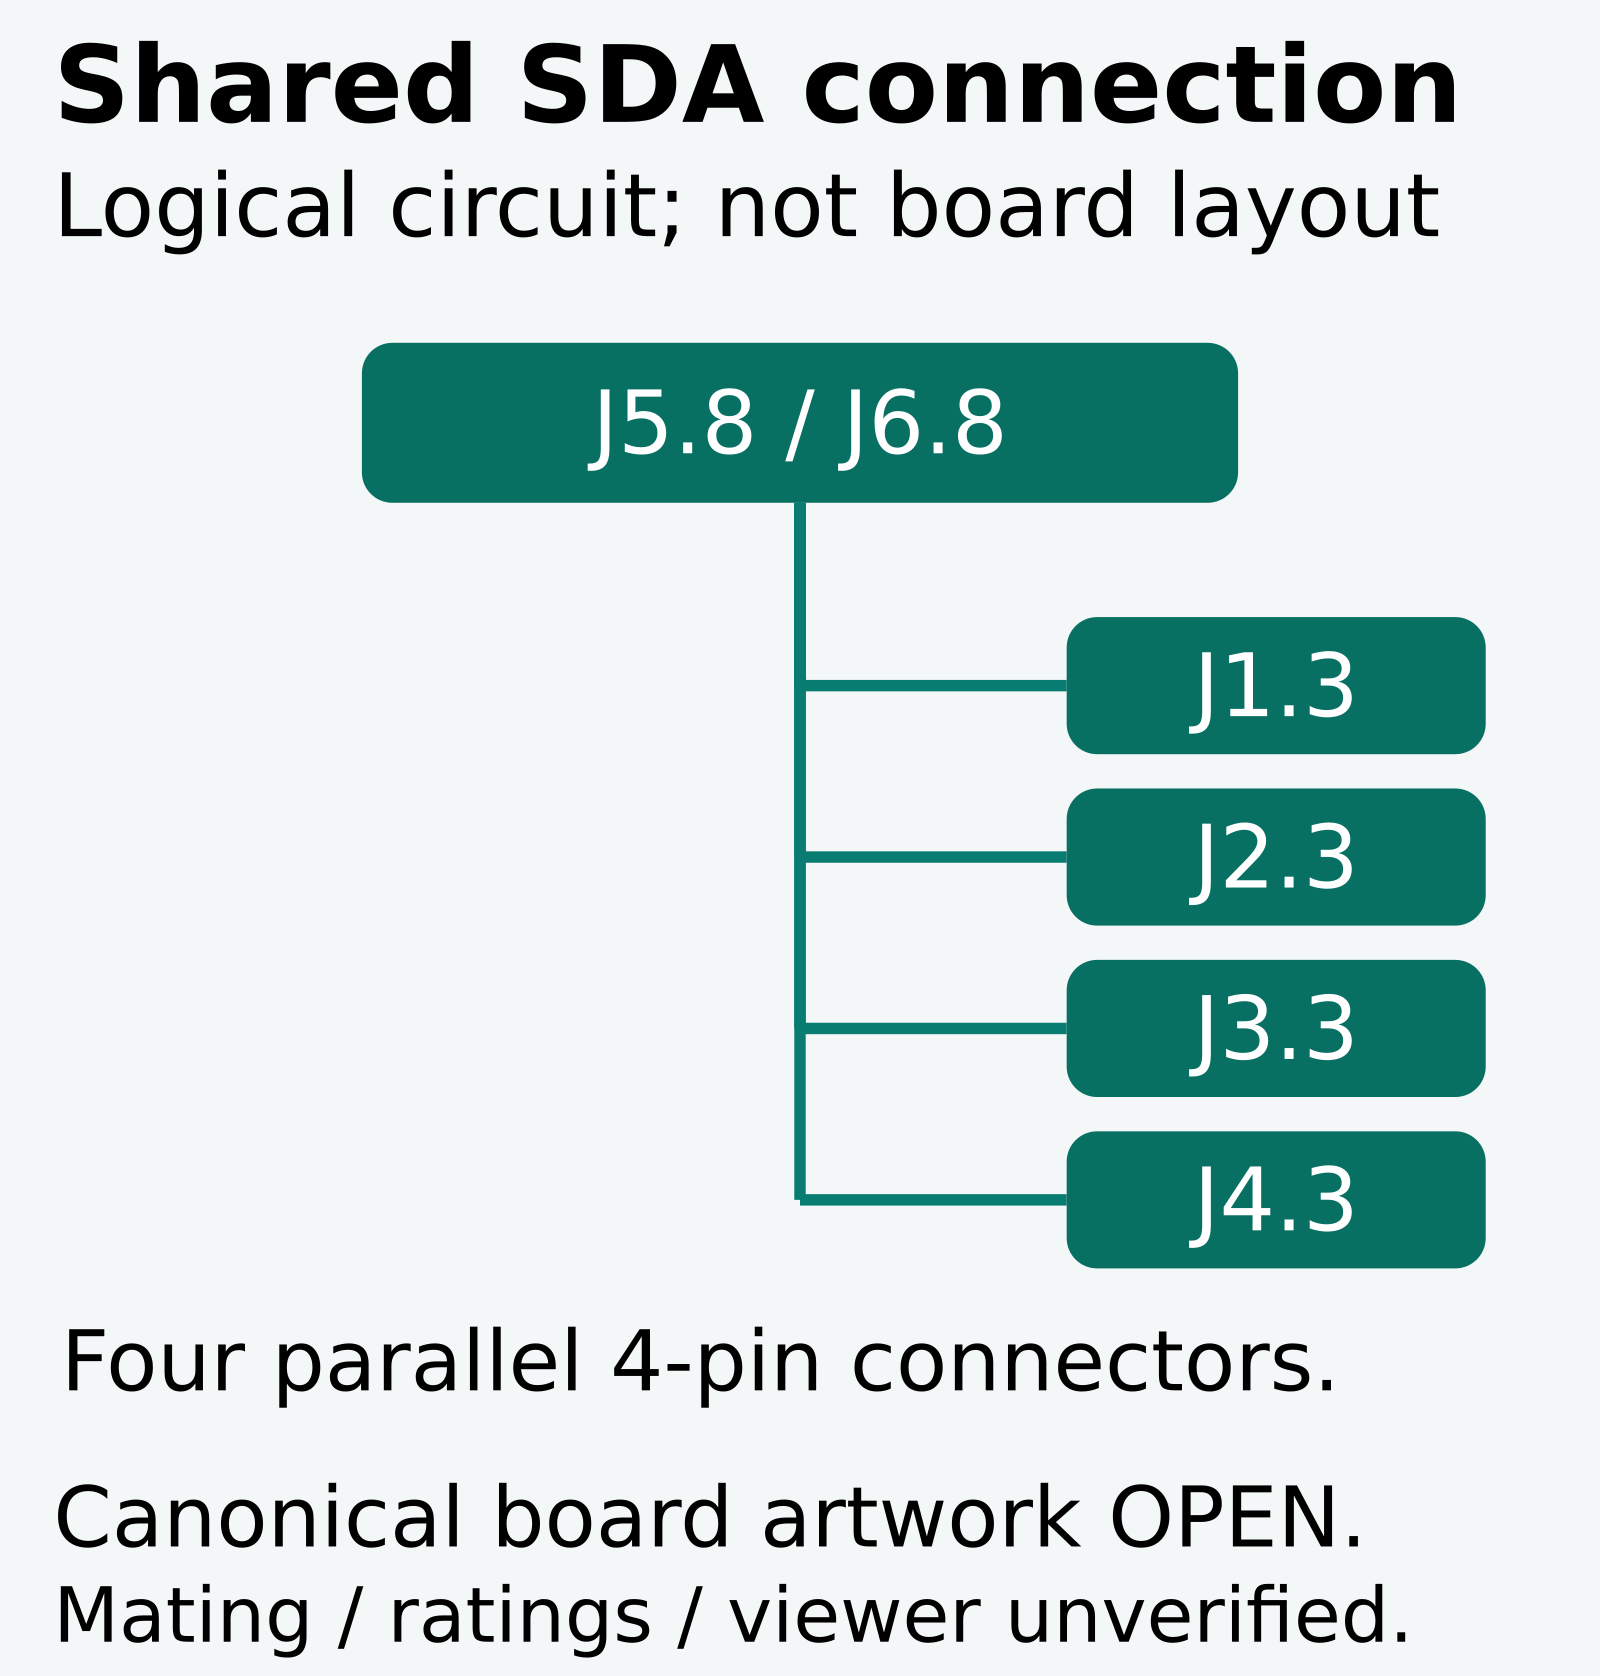 Shared SDA connection
Logical circuit; not board layout
J5.8 / J6.8
J1.3
J2.3
J3.3
J4.3
Four parallel 4-pin connectors.
Canonical board artwork OPEN.
Mating / ratings / viewer unverified.